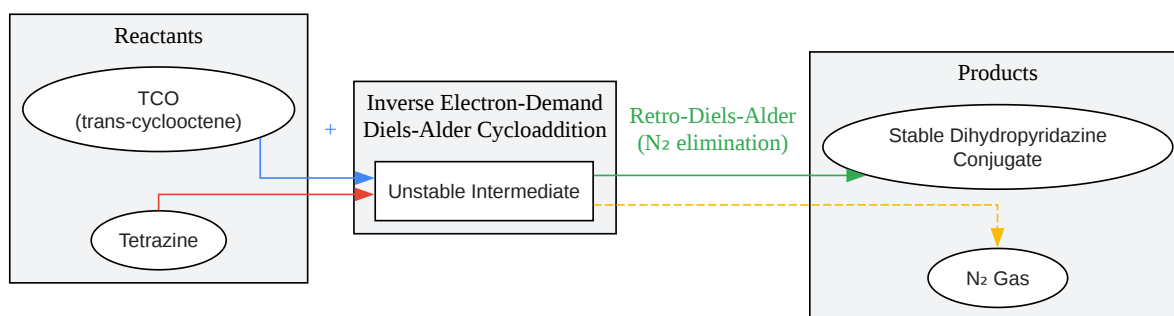 Reactants
TCO
(trans-cyclooctene)
Tetrazine
+
Inverse Electron-Demand
Diels-Alder Cycloaddition
Unstable Intermediate
Retro-Diels-Alder
(N₂ elimination)
Products
Stable Dihydropyridazine
Conjugate
N₂ Gas